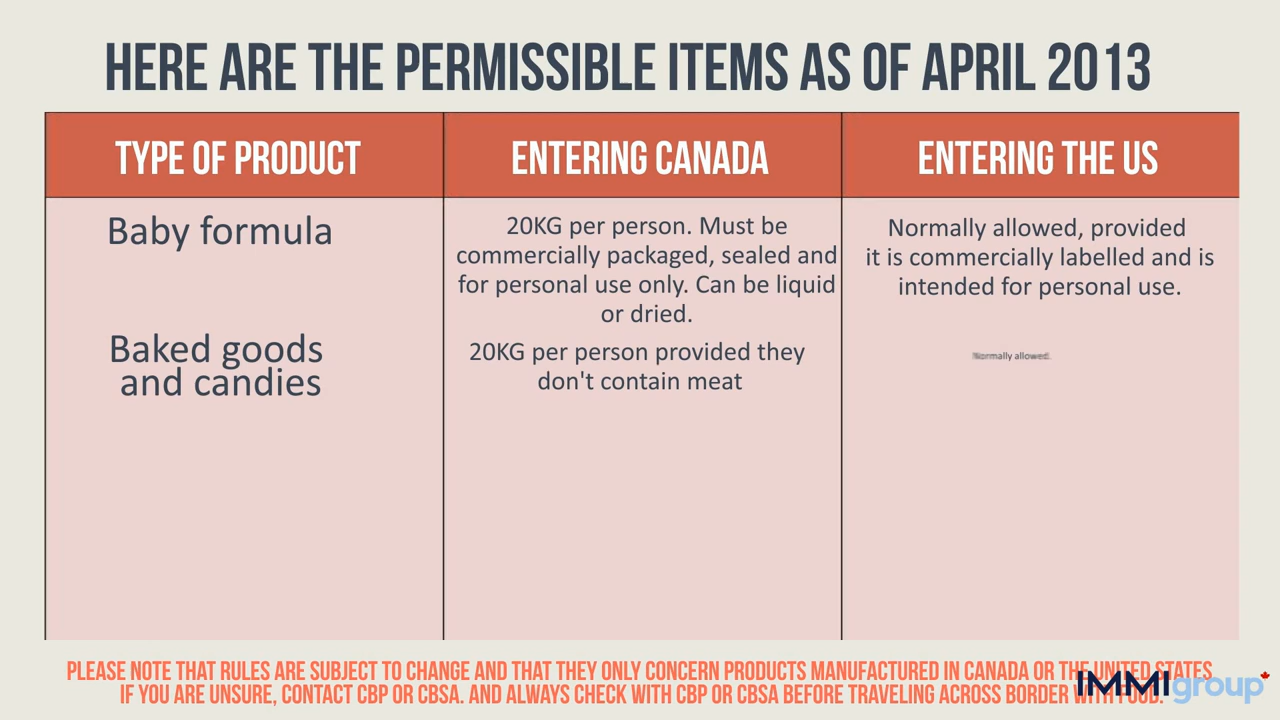 HERE ARE THE PERMISSIBLE ITEMS AS OF APRIL 2013
TYPE OF PRODUCT
ENTERING CANADA
ENTERING THE US
Baby formula
20KG per person. Must be
commercially packaged, sealed and
for personal use only. Can be liquid
or dried.
Normally allowed, provided
it is commercially labelled and is
intended for personal use.
Baked goods
and candies
20KG per person provided they
don't contain meat
Normally allowed.
PLEASE NOTE THAT RULES ARE SUBJECT TO CHANGE AND THAT THEY ONLY CONCERN PRODUCTS MANUFACTURED IN CANADA OR THE UNITED STATES
IF YOU ARE UNSURE, CONTACT CBP OR CBSA. AND ALWAYS CHECK WITH CBP OR CBSA BEFORE TRAVELING ACROSS BORDER WITH FOOD.
IMMIgroup